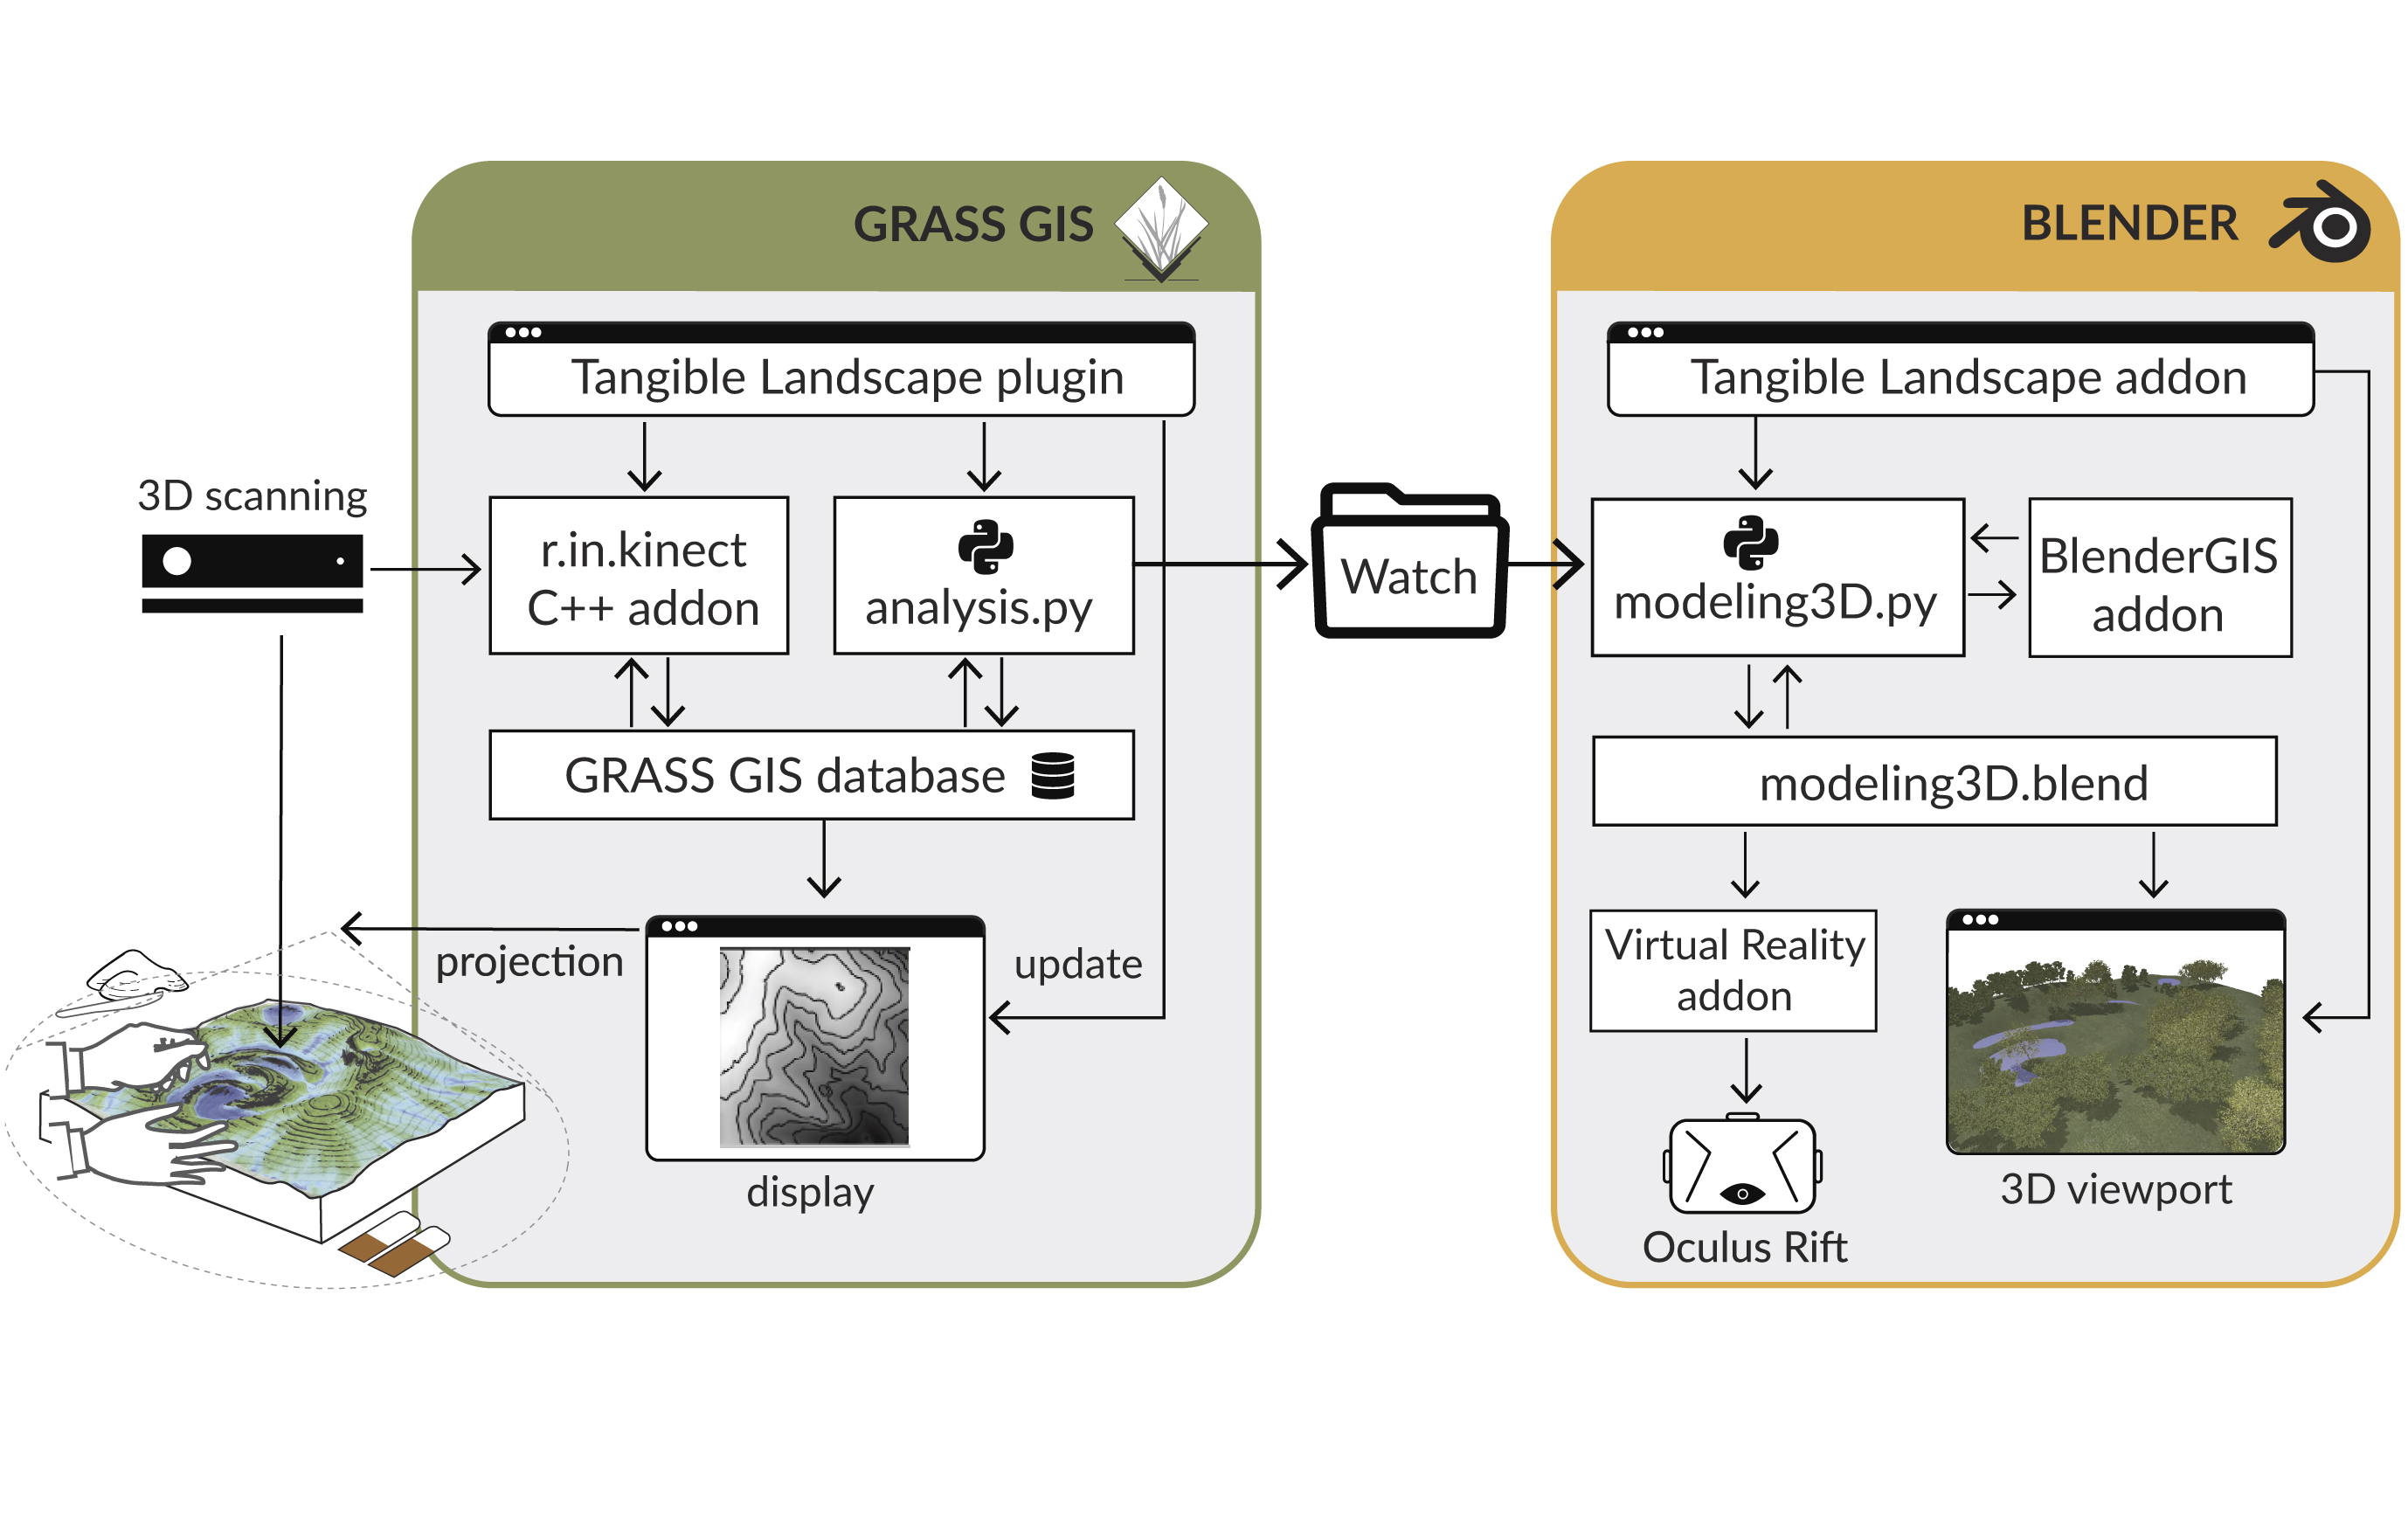 GRASS GIS
BLENDER
Tangible Landscape plugin
Tangible Landscape addon
3D scanning
r.in.kinect
C++ addon
analysis.py
Watch
modeling3D.py
BlenderGIS
addon
GRASS GIS database
modeling3D.blend
projection
update
Virtual Reality
addon
display
3D viewport
Oculus Rift